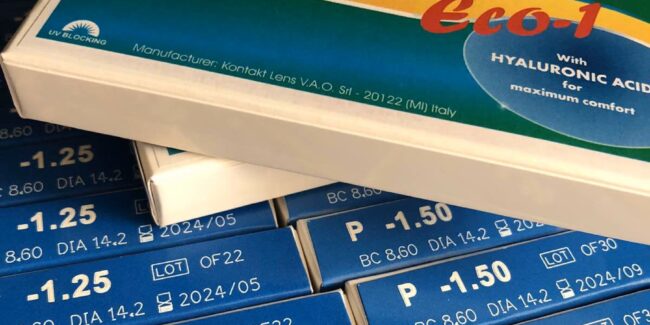 Eco-1
UV BLOCKING
Manufacturer: Kontakt Lens V.A.O. Srl - 20122 (MI) Italy
With
HYALURONIC ACID
for
maximum comfort
-1.25
BC 8.60 DIA 14.2
-1.25
8.60 DIA 14.2 2024/05
LOT OF22
-1.25
8.60 DIA 14.2 2024/05
P -1.50
BC 8.60 DIA 14.2
LOT OF30
P -1.50
BC 8.60 DIA 14.2 2024/09